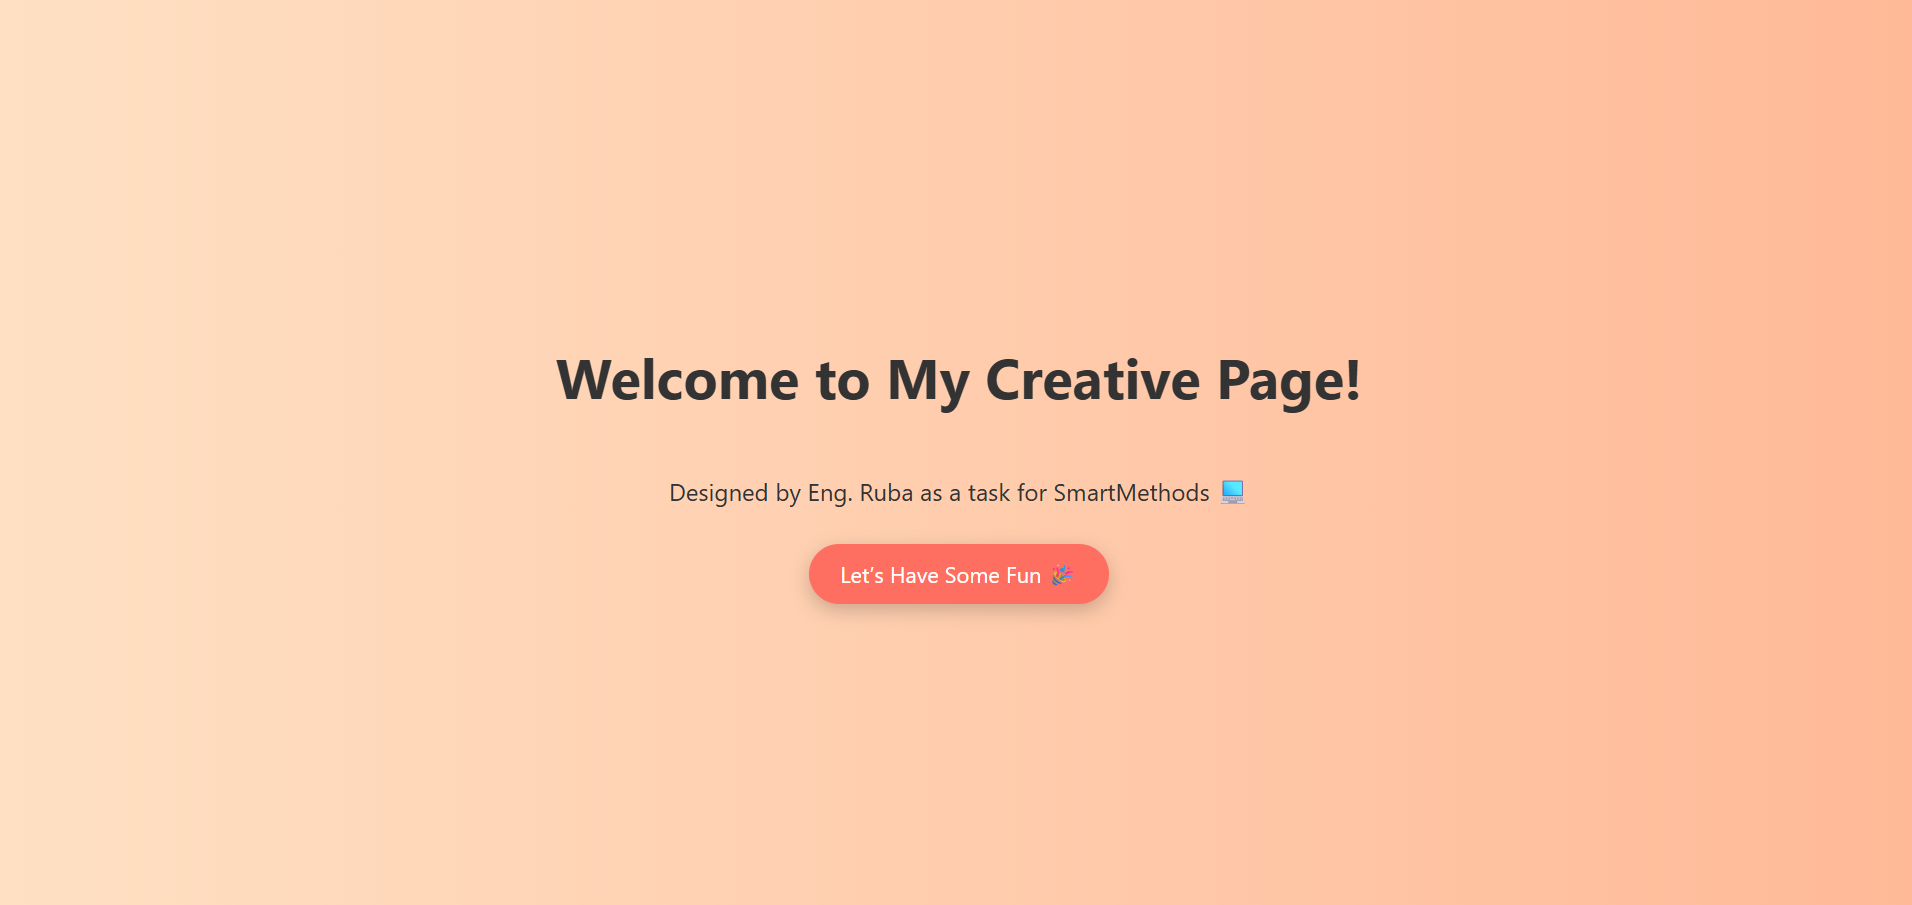 Welcome to My Creative Page!
Designed by Eng. Ruba as a task for SmartMethods 💻
Let’s Have Some Fun 🎉